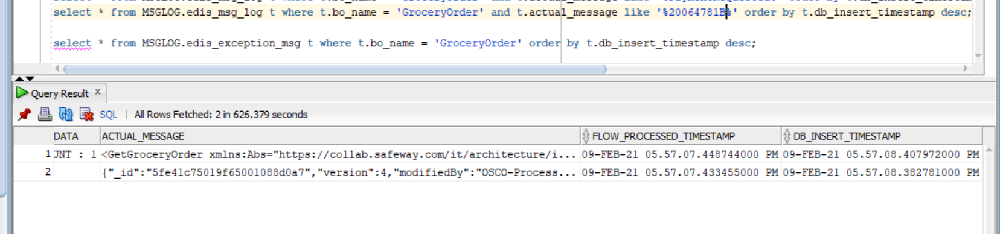 select * from MSGLOG.edis_msg_log t where t.bo_name = 'GroceryOrder' and t.actual_message like '%20064781B%' order by t.db_insert_timestamp desc;
select * from MSGLOG.edis_exception_msg t where t.bo_name = 'GroceryOrder' order by t.db_insert_timestamp desc;
Query Result x
SQL | All Rows Fetched: 2 in 626.379 seconds
DATA ACTUAL_MESSAGE FLOW_PROCESSED_TIMESTAMP DB_INSERT_TIMESTAMP
1 JNT : 1 <GetGroceryOrder xmlns:Abs="https://collab.safeway.com/it/architecture/i... 09-FEB-21 05.57.07.448744000 PM 09-FEB-21 05.57.08.407972000 PM
2 {"_id":"5fe41c75019f65001088d0a7","version":4,"modifiedBy":"OSCO-Process... 09-FEB-21 05.57.07.433455000 PM 09-FEB-21 05.57.08.382781000 PM